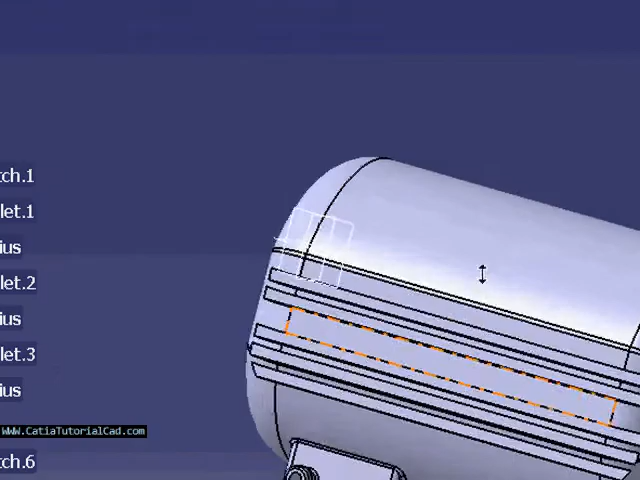 tch.1
let.1
ius
let.2
ius
let.3
ius
WWW.CatiaTutorialCad.com
tch.6